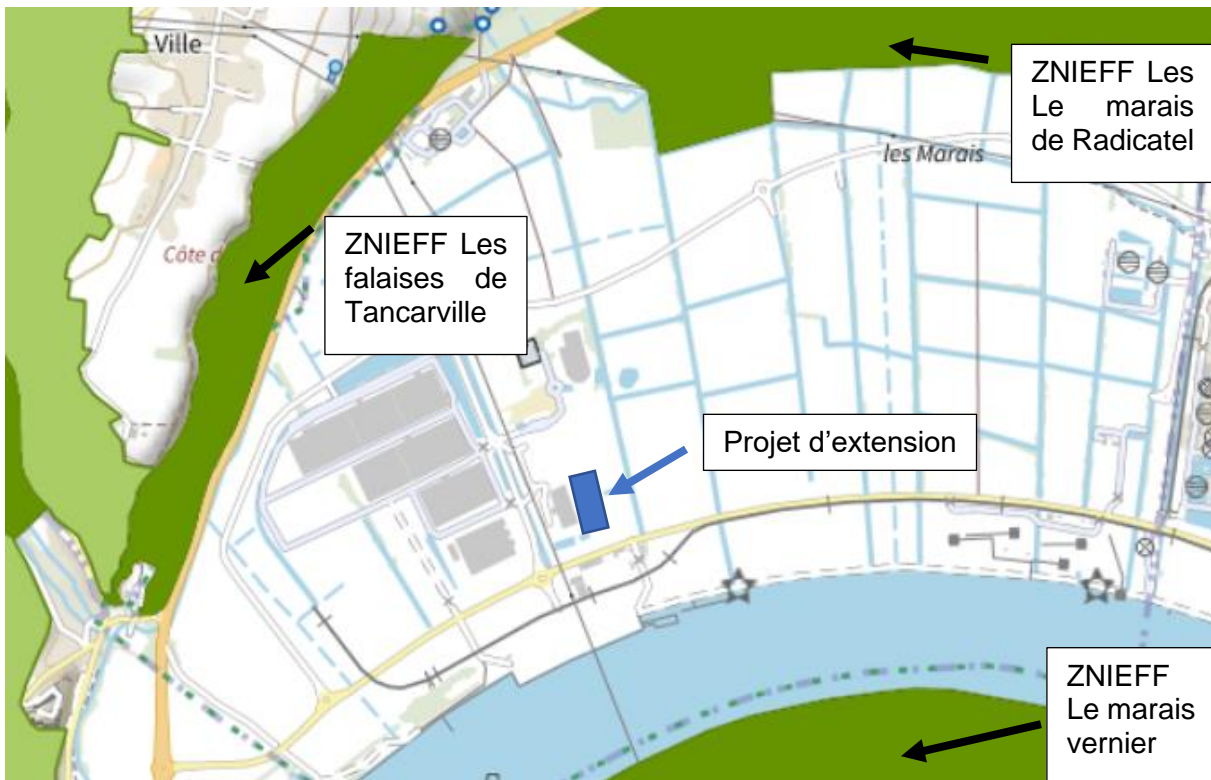 Ville
ZNIEFF Les
Le marais
de Radicatel
les Marais
ZNIEFF Les
falaises de
Tancarville
Côte d
Projet d'extension
ZNIEFF
Le marais
vernier